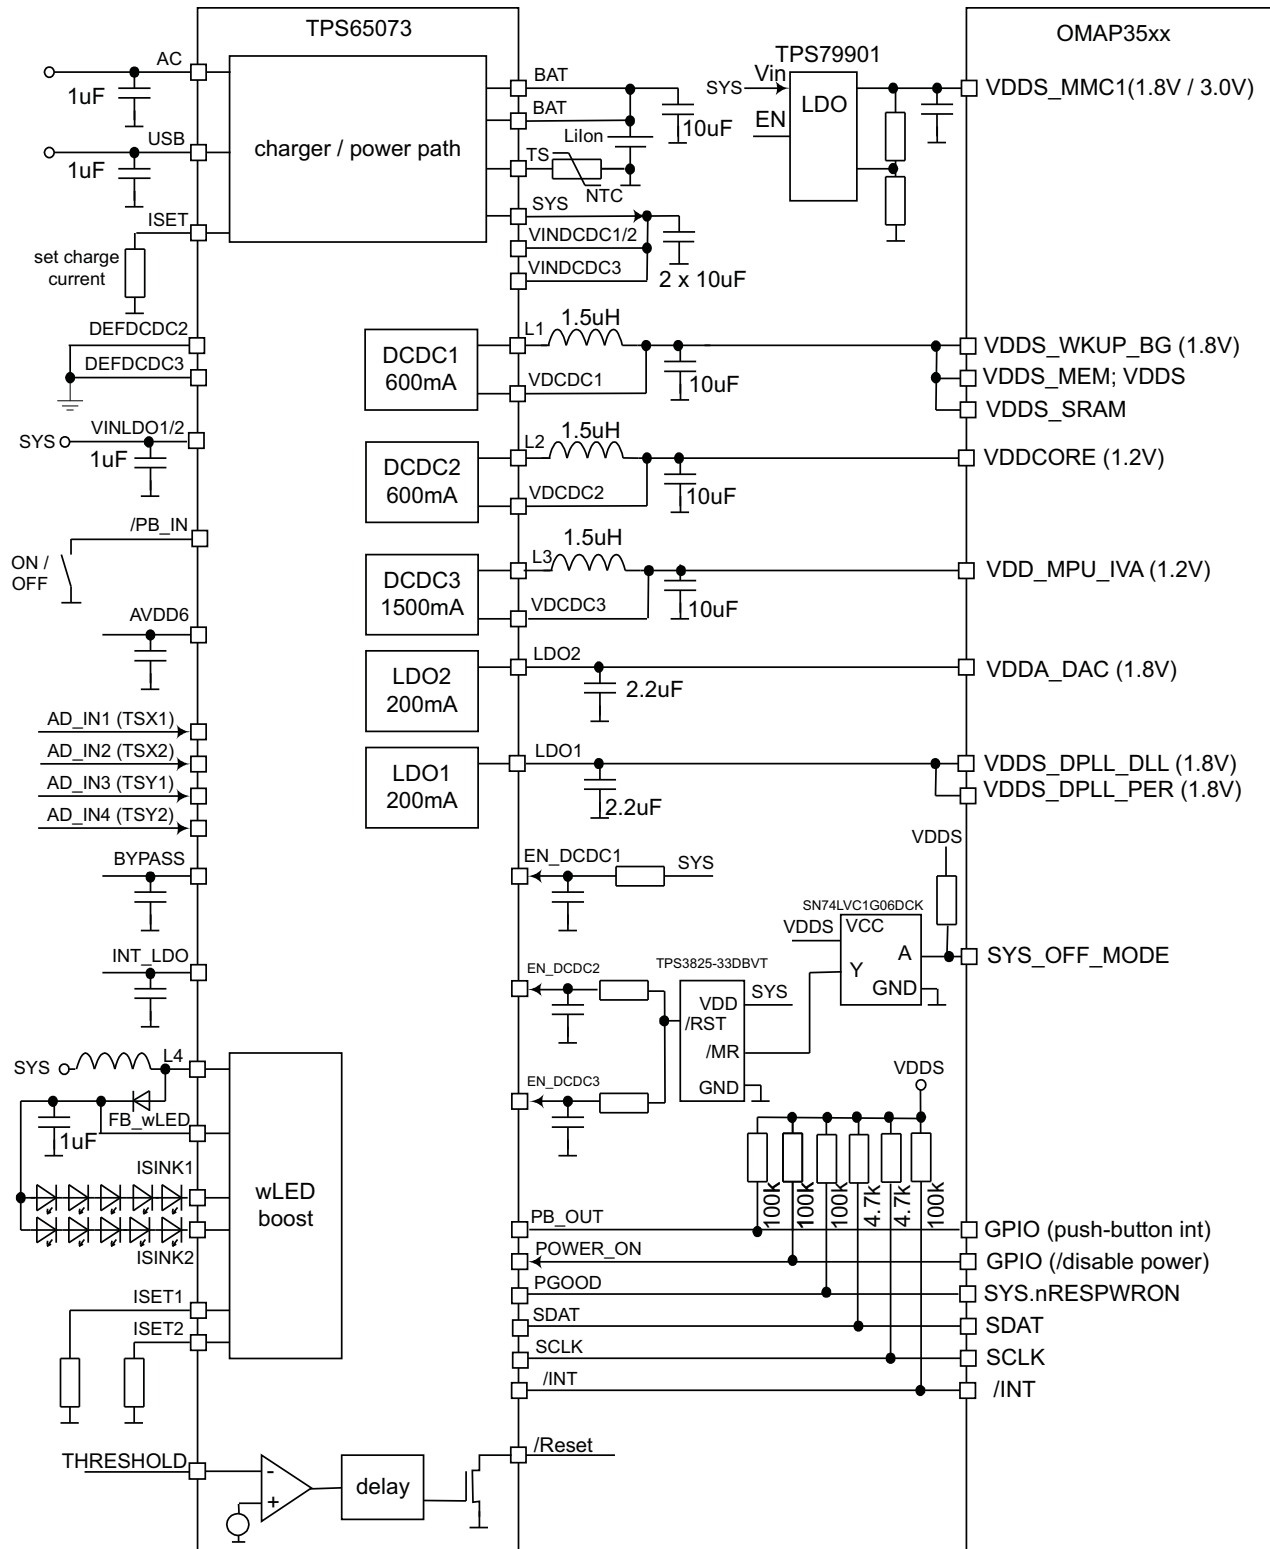 TPS65073
OMAP35xx
AC
1uF
USB
1uF
ISET
set charge
current
charger / power path
BAT
BAT
10uF
LiIon
TS
NTC
SYS
VINDCDC1/2
VINDCDC3
2 x 10uF
TPS79901
SYS
Vin
EN
LDO
VDDS_MMC1(1.8V / 3.0V)
DEFDCDC2
DEFDCDC3
DCDC1
600mA
L1
1.5uH
VDCDC1
10uF
VDDS_WKUP_BG (1.8V)
VDDS_MEM; VDDS
VDDS_SRAM
SYS
VINLDO1/2
1uF
DCDC2
600mA
L2
1.5uH
VDCDC2
10uF
VDDCORE (1.2V)
/PB_IN
ON /
OFF
DCDC3
1500mA
L3
1.5uH
VDCDC3
10uF
VDD_MPU_IVA (1.2V)
AVDD6
LDO2
200mA
LDO2
2.2uF
VDDA_DAC (1.8V)
AD_IN1 (TSX1)
AD_IN2 (TSX2)
AD_IN3 (TSY1)
AD_IN4 (TSY2)
LDO1
200mA
LDO1
2.2uF
VDDS_DPLL_DLL (1.8V)
VDDS_DPLL_PER (1.8V)
BYPASS
EN_DCDC1
SYS
VDDS
SN74LVC1G06DCK
VDDS
VCC
A
Y
GND
SYS_OFF_MODE
INT_LDO
EN_DCDC2
TPS3825-33DBVT
VDD
SYS
/RST
/MR
GND
EN_DCDC3
VDDS
SYS
L4
FB_wLED
1uF
ISINK1
ISINK2
wLED
boost
ISET1
ISET2
100k
100k
100k
4.7k
4.7k
100k
PB_OUT
GPIO (push-button int)
POWER_ON
GPIO (/disable power)
PGOOD
SYS.nRESPWRON
SDAT
SDAT
SCLK
SCLK
/INT
/INT
THRESHOLD
-
+
delay
/Reset